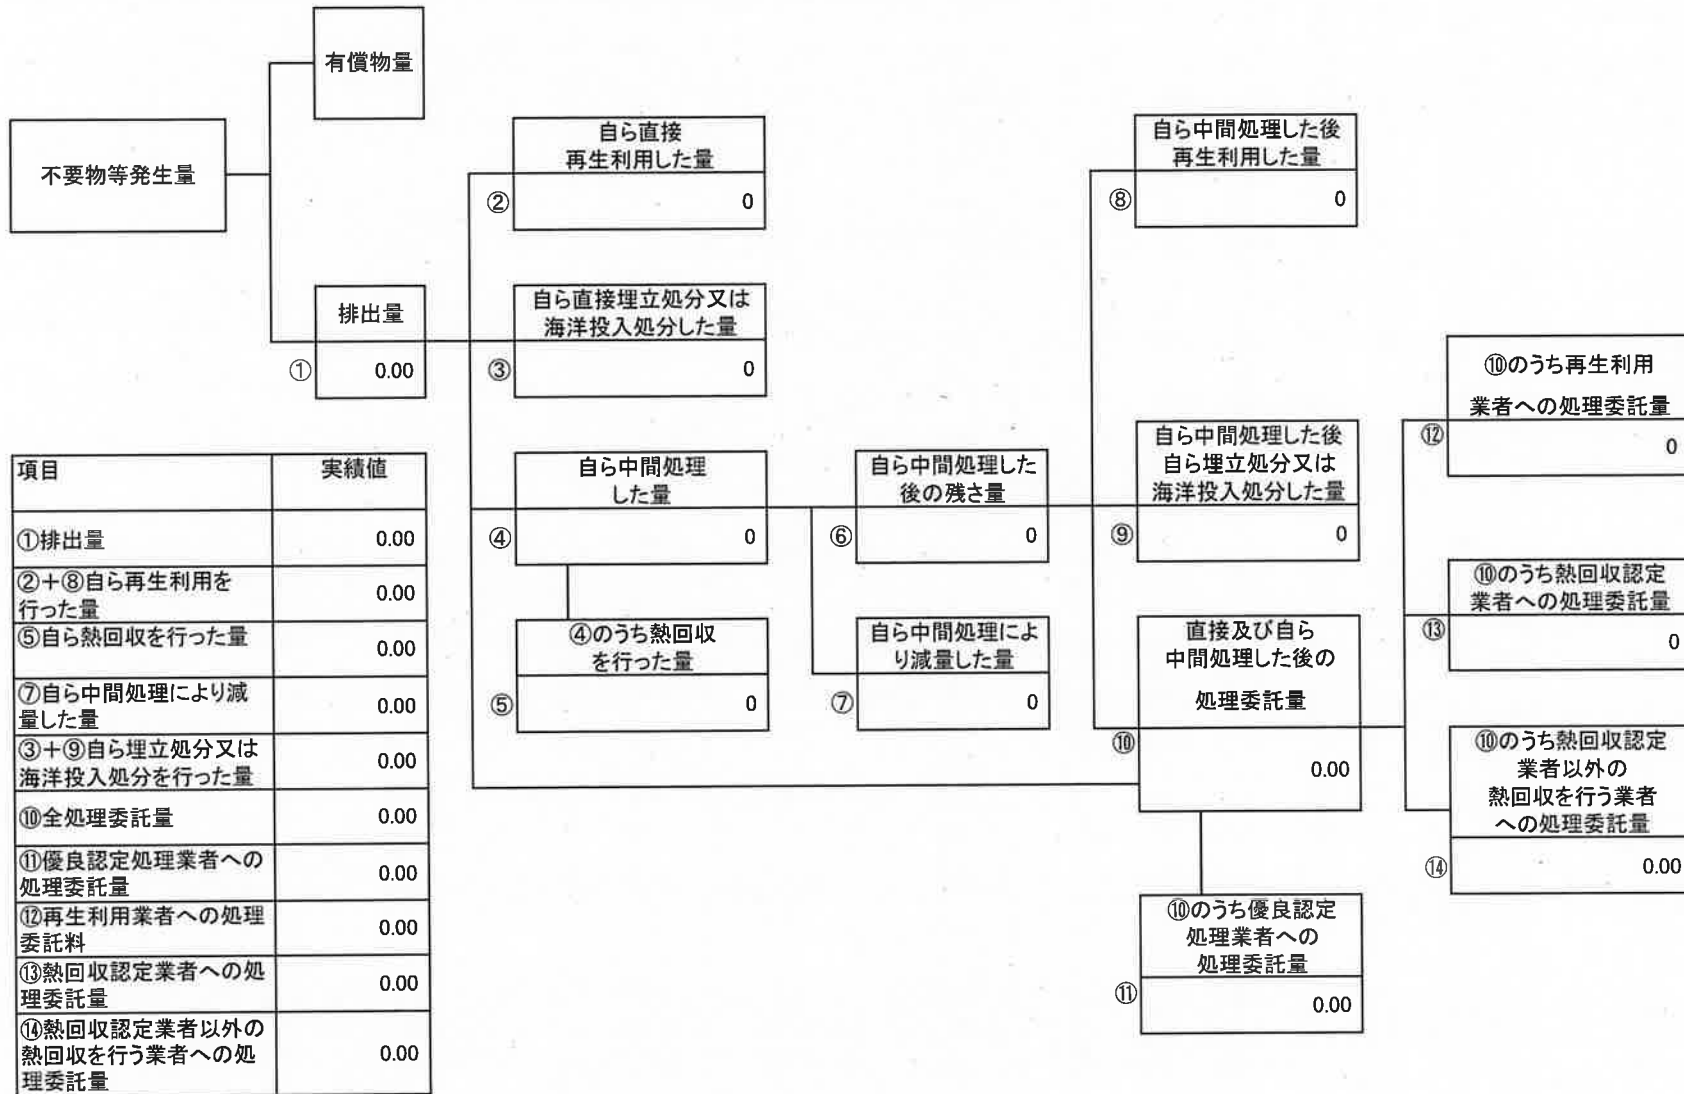 有償物量
不要物等発生量
排出量
①
0.00
自ら直接
再生利用した量
②
0
自ら直接埋立処分又は
海洋投入処分した量
③
0
自ら中間処理
した量
④
0
④のうち熱回収
を行った量
⑤
0
自ら中間処理した
後の残さ量
⑥
0
自ら中間処理によ
り減量した量
⑦
0
自ら中間処理した後
再生利用した量
⑧
0
自ら中間処理した後
自ら埋立処分又は
海洋投入処分した量
⑨
0
直接及び自ら
中間処理した後の
処理委託量
⑩
0.00
⑩のうち優良認定
処理業者への
処理委託量
⑪
0.00
⑩のうち再生利用
業者への処理委託量
⑫
0
⑩のうち熱回収認定
業者への処理委託量
⑬
0
⑩のうち熱回収認定
業者以外の
熱回収を行う業者
への処理委託量
⑭
0.00
項目 実績値
①排出量 0.00
②+⑧自ら再生利用を
行った量 0.00
⑤自ら熱回収を行った量 0.00
⑦自ら中間処理により減
量した量 0.00
③+⑨自ら埋立処分又は
海洋投入処分を行った量 0.00
⑩全処理委託量 0.00
⑪優良認定処理業者への
処理委託量 0.00
⑫再生利用業者への処理
委託料 0.00
⑬熱回収認定業者への処
理委託量 0.00
⑭熱回収認定業者以外の
熱回収を行う業者への処
理委託量 0.00